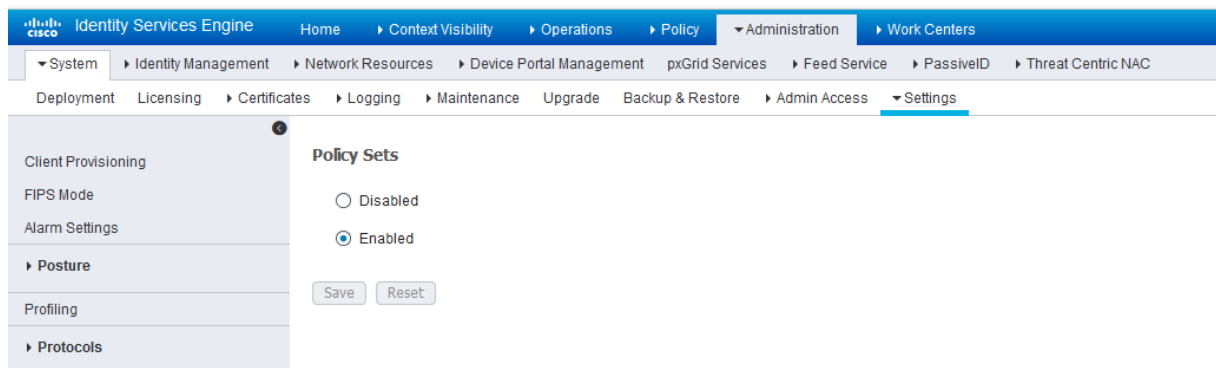 cisco Identity Services Engine Home Context Visibility Operations Policy Administration Work Centers
System Identity Management Network Resources Device Portal Management pxGrid Services Feed Service PassiveID Threat Centric NAC
Deployment Licensing Certificates Logging Maintenance Upgrade Backup & Restore Admin Access Settings
Client Provisioning
FIPS Mode
Alarm Settings
Posture
Profiling
Protocols
Policy Sets
Disabled
Enabled
Save Reset